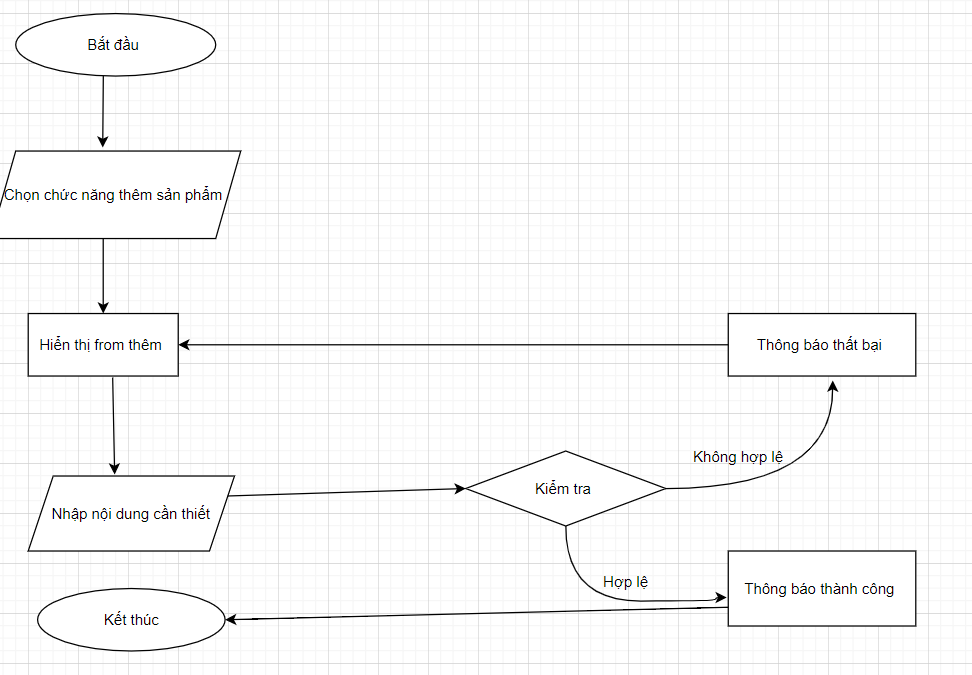 Bắt đầu
Chọn chức năng thêm sản phẩm
Hiển thị from thêm
Thông báo thất bại
Không hợp lệ
Kiểm tra
Nhập nội dung cần thiết
Hợp lệ
Thông báo thành công
Kết thúc